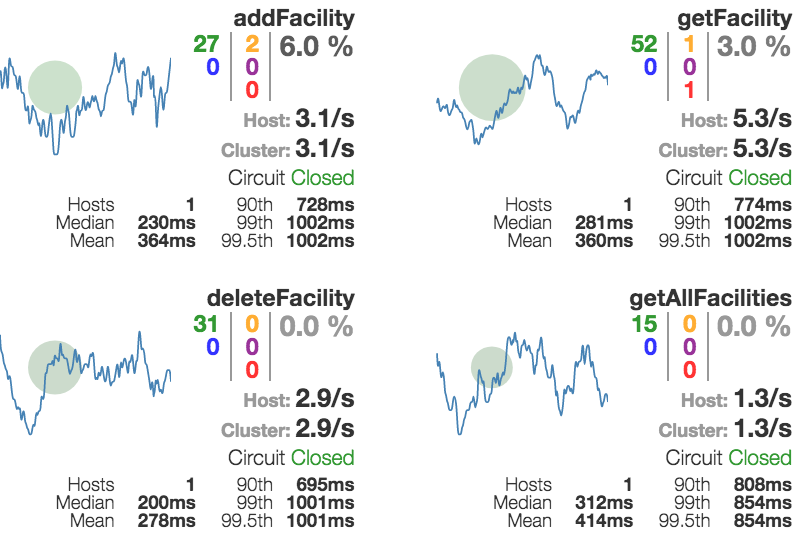 addFacility
27 2 6.0 %
0 0
0
Host: 3.1/s
Cluster: 3.1/s
Circuit Closed
Hosts 1 90th 728ms
Median 230ms 99th 1002ms
Mean 364ms 99.5th 1002ms
getFacility
52 1 3.0 %
0 0
1
Host: 5.3/s
Cluster: 5.3/s
Circuit Closed
Hosts 1 90th 774ms
Median 281ms 99th 1002ms
Mean 360ms 99.5th 1002ms
deleteFacility
31 0 0.0 %
0 0
0
Host: 2.9/s
Cluster: 2.9/s
Circuit Closed
Hosts 1 90th 695ms
Median 200ms 99th 1001ms
Mean 278ms 99.5th 1001ms
getAllFacilities
15 0 0.0 %
0 0
0
Host: 1.3/s
Cluster: 1.3/s
Circuit Closed
Hosts 1 90th 808ms
Median 312ms 99th 854ms
Mean 414ms 99.5th 854ms